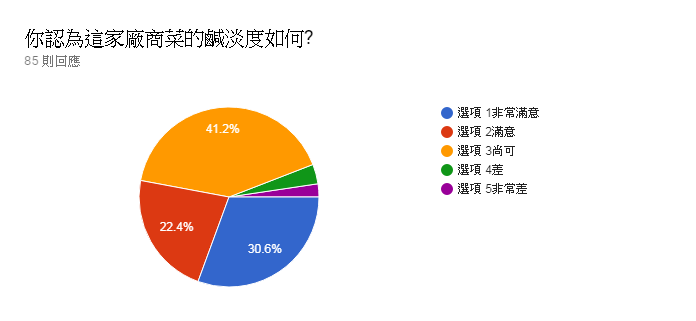 你認為這家廠商菜的鹹淡度如何?
85 則回應
41.2%
22.4%
30.6%
選項 1非常滿意
選項 2滿意
選項 3尚可
選項 4差
選項 5非常差